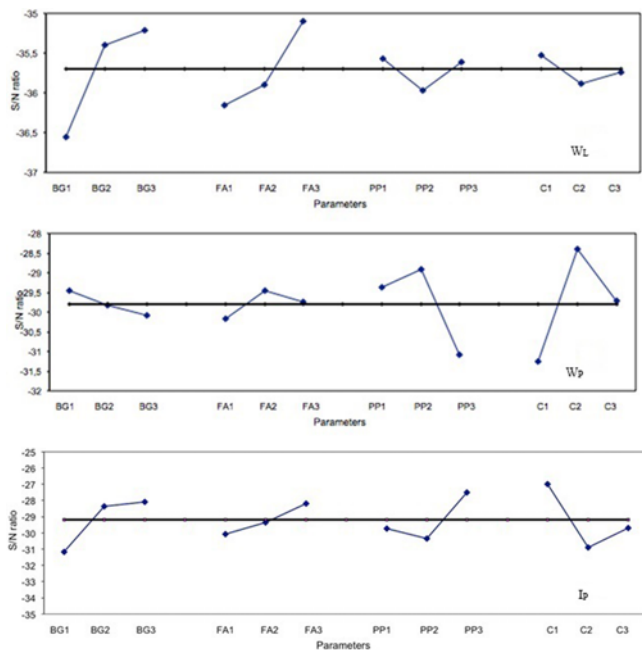 -35
-35,5
-36
-36,5
-37
S/N ratio
BG1 BG2 BG3 FA1 FA2 FA3 PP1 PP2 PP3 C1 C2 C3
Parameters
WL
-28
-28,5
-29
-29,5
-30
-30,5
-31
-31,5
-32
S/N ratio
BG1 BG2 BG3 FA1 FA2 FA3 PP1 PP2 PP3 C1 C2 C3
Parameters
WP
-25
-26
-27
-28
-29
-30
-31
-32
-33
-34
-35
S/N ratio
BG1 BG2 BG3 FA1 FA2 FA3 PP1 PP2 PP3 C1 C2 C3
Parameters
IP